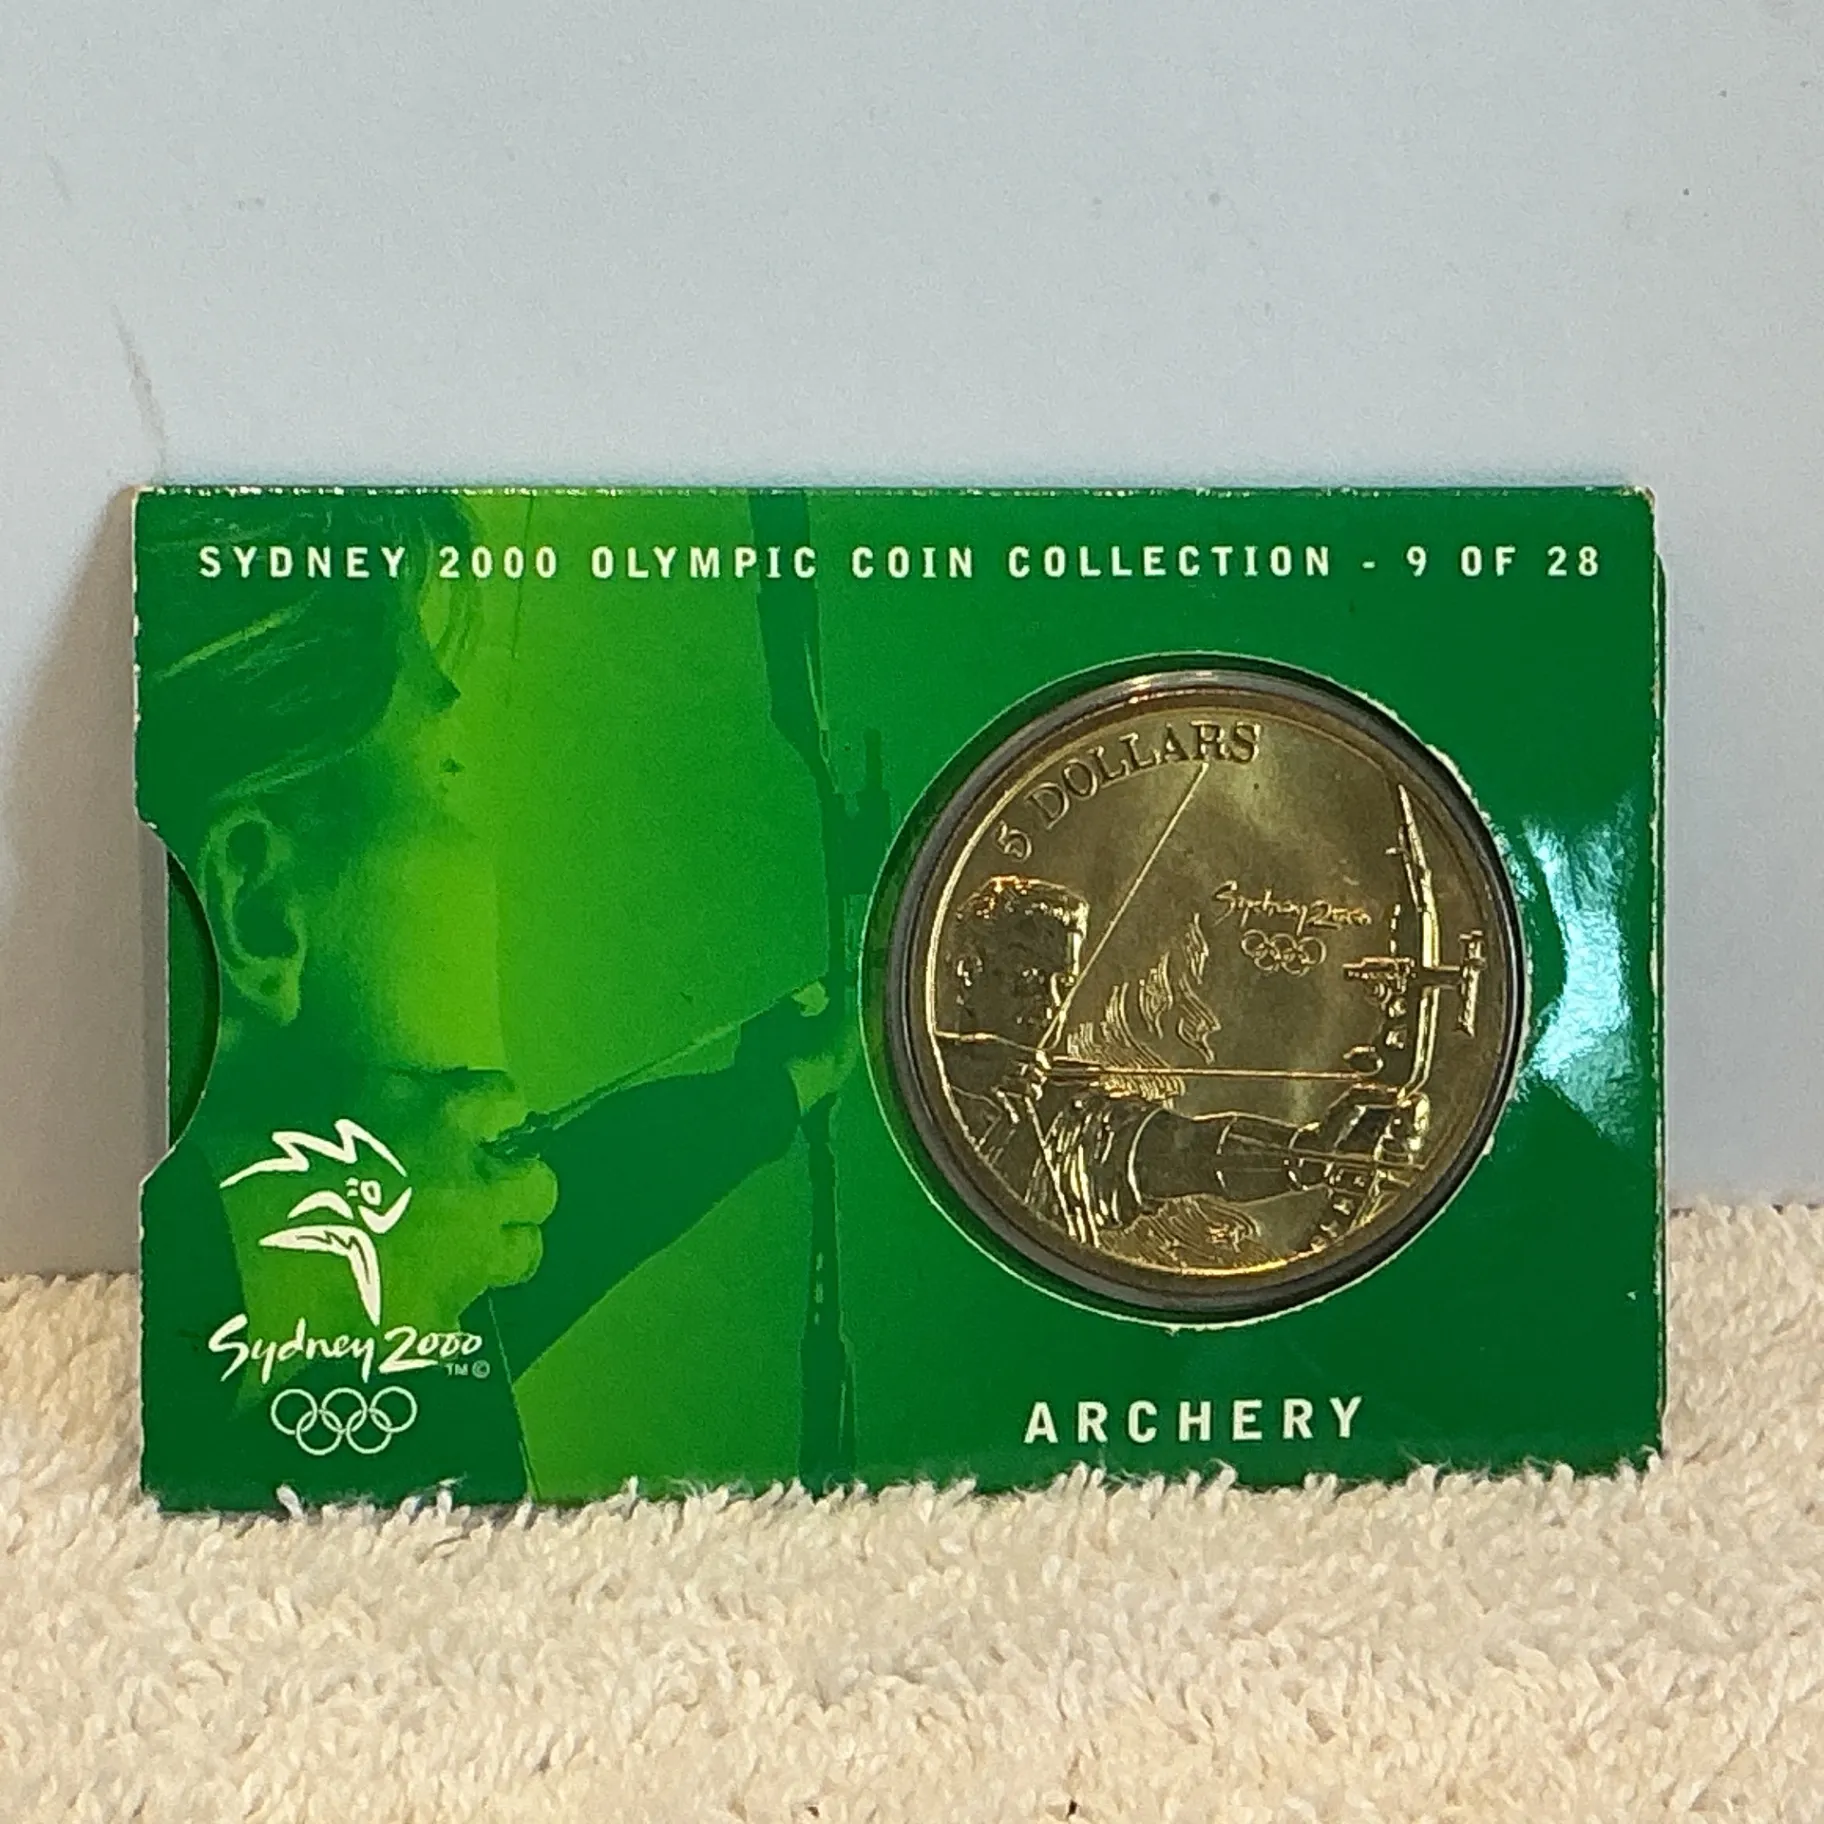 SYDNEY 2000 OLYMPIC COIN COLLECTION - 9 OF 28
5 DOLLARS
Sydney 2000
Sydney 2000
TM ©
ARCHERY